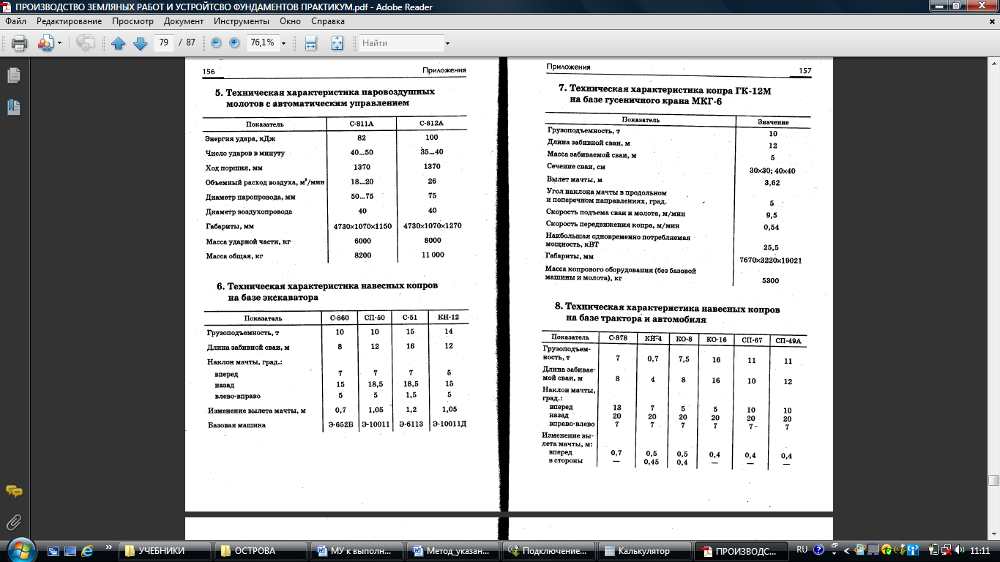 ПРОИЗВОДСТВО ЗЕМЛЯНЫХ РАБОТ И УСТРОЙТСВО ФУНДАМЕНТОВ ПРАКТИКУМ.pdf - Adobe Reader
Файл Редактирование Просмотр Документ Инструменты Окно Справка
79 / 87 76,1% Найти
156 Приложения
5. Техническая характеристика паровоздушных
молотов с автоматическим управлением
Показатель С-811А С-812А
Энергия удара, кДж 82 100
Число ударов в минуту 40...50 35...40
Ход поршня, мм 1370 1370
Объемный расход воздуха, м³/мин 18...20 26
Диаметр паропровода, мм 50...75 75
Диаметр воздухопровода 40 40
Габариты, мм 4730×1070×1150 4730×1070×1270
Масса ударной части, кг 6000 8000
Масса общая, кг 8200 11 000
6. Техническая характеристика навесных копров
на базе экскаватора
Показатель С-860 СП-50 С-51 КН-12
Грузоподъемность, т 10 10 15 14
Длина забивной сваи, м 8 12 16 12
Наклон мачты, град.:
вперед 7 7 7 5
назад 15 18,5 18,5 15
влево-вправо 5 5 1,5 5
Изменение вылета мачты, м 0,7 1,05 1,2 1,05
Базовая машина Э-652Б Э-10011 Э-6113 Э-10011Д
Приложения 157
7. Техническая характеристика копра ГК-12М
на базе гусеничного крана МКГ-6
Показатель Значение
Грузоподъемность, т 10
Длина забивной сваи, м 12
Масса забиваемой сваи, м 5
Сечение сваи, см 30×30; 40×40
Вылет мачты, м 3,62
Угол наклона мачты в продольном
и поперечном направлениях, град. 5
Скорость подъема сваи и молота, м/мин 9,5
Скорость передвижения копра, м/мин 0,54
Наибольшая одновременно потребляемая
мощность, кВТ 25,5
Габариты, мм 7670×3220×19021
Масса копрового оборудования (без базовой
машины и молота), кг 5300
8. Техническая характеристика навесных копров
на базе трактора и автомобиля
Показатель С-878 КН-4 КО-8 КО-16 СП-67 СП-49А
Грузоподъем-
ность, т 7 0,7 7,5 16 11 11
Длина забивае-
мой сваи, м 8 4 8 16 10 12
Наклон мачты,
град.:
вперед 13 7 5 5 10 10
назад 20 20 20 20 20 20
вправо-влево 7 7 7 7 7 7
Изменение вы-
лета мачты, м:
вперед 0,7 0,5 0,5 0,4 0,4 0,4
в стороны — 0,45 0,4 — — —
УЧЕБНИКИ ОСТРОВА МУ к выполн... Метод_указан... Подключение... Калькулятор ПРОИЗВОДС... RU 11:11